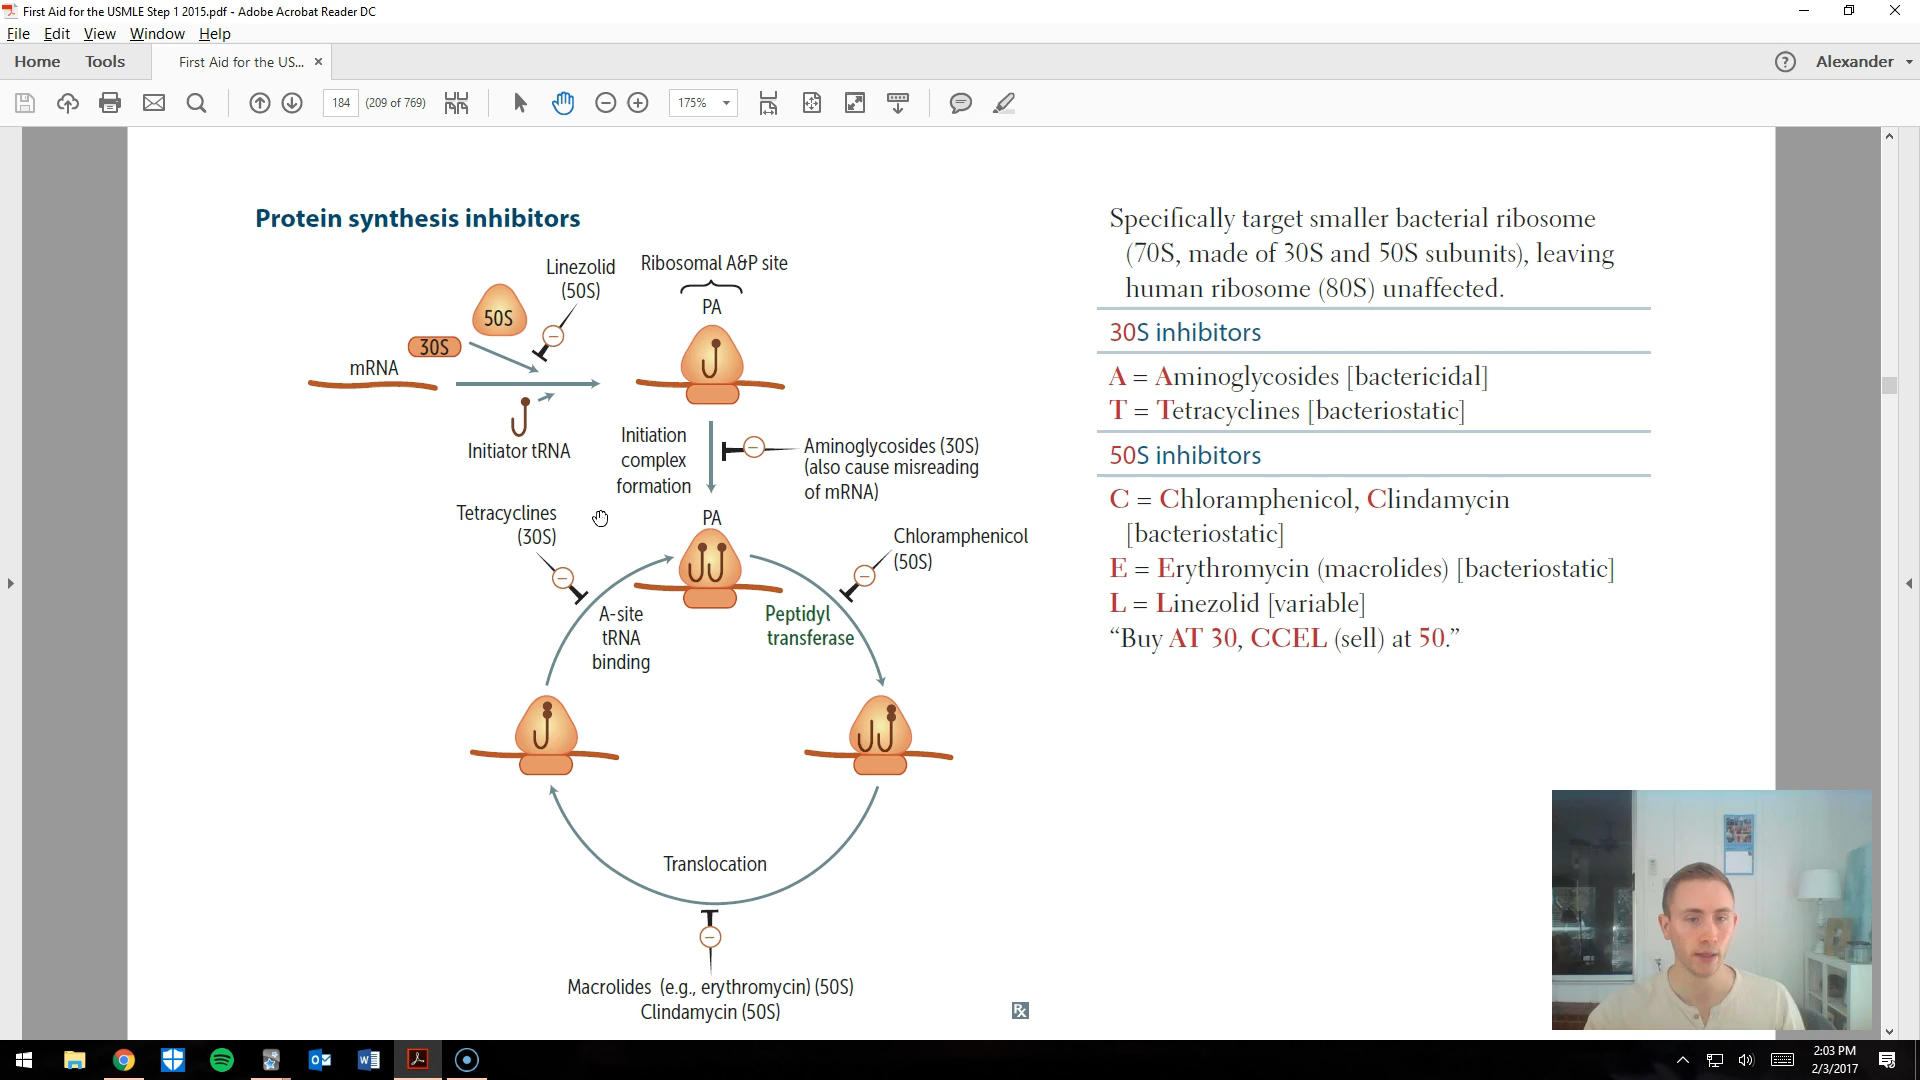 First Aid for the USMLE Step 1 2015.pdf - Adobe Acrobat Reader DC
File Edit View Window Help
Home Tools First Aid for the US... × ? Alexander
184 (209 of 769) 175%
Protein synthesis inhibitors
Linezolid
(50S)
Ribosomal A&P site
PA
50S
30S
mRNA
Initiator tRNA
Initiation
complex
formation
Aminoglycosides (30S)
(also cause misreading
of mRNA)
Tetracyclines
(30S)
PA
Chloramphenicol
(50S)
A-site
tRNA
binding
Peptidyl
transferase
Translocation
Macrolides (e.g., erythromycin) (50S)
Clindamycin (50S)
Rx
Specifically target smaller bacterial ribosome
(70S, made of 30S and 50S subunits), leaving
human ribosome (80S) unaffected.
30S inhibitors
A = Aminoglycosides [bactericidal]
T = Tetracyclines [bacteriostatic]
50S inhibitors
C = Chloramphenicol, Clindamycin
[bacteriostatic]
E = Erythromycin (macrolides) [bacteriostatic]
L = Linezolid [variable]
“Buy AT 30, CCEL (sell) at 50.”
2:03 PM
2/3/2017